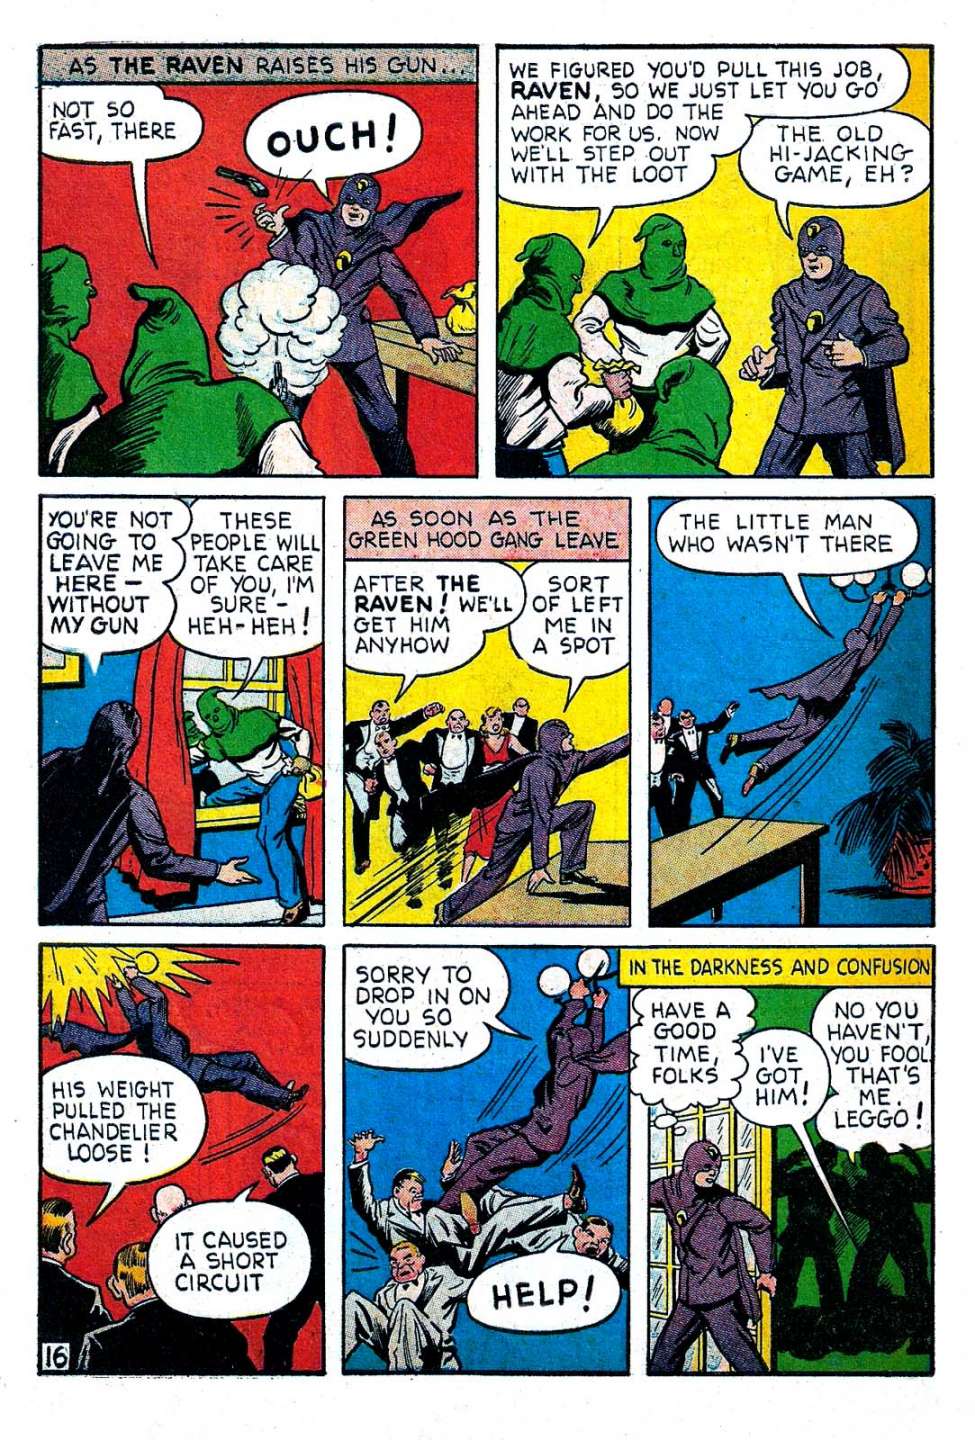 AS THE RAVEN RAISES HIS GUN...
NOT SO
FAST, THERE
OUCH!
WE FIGURED YOU'D PULL THIS JOB,
RAVEN, SO WE JUST LET YOU GO
AHEAD AND DO THE
WORK FOR US. NOW
WE'LL STEP OUT
WITH THE LOOT
THE OLD
HI-JACKING
GAME, EH?
YOU'RE NOT
GOING TO
LEAVE ME
HERE -
WITHOUT
MY GUN
THESE
PEOPLE WILL
TAKE CARE
OF YOU, I'M
SURE -
HEH-HEH!
AS SOON AS THE
GREEN HOOD GANG LEAVE
AFTER THE
RAVEN! WE'LL
GET HIM
ANYHOW
SORT
OF LEFT
ME IN
A SPOT
THE LITTLE MAN
WHO WASN'T THERE
HIS WEIGHT
PULLED THE
CHANDELIER
LOOSE!
IT CAUSED
A SHORT
CIRCUIT
16
SORRY TO
DROP IN ON
YOU SO
SUDDENLY
HELP!
IN THE DARKNESS AND CONFUSION
HAVE A
GOOD
TIME,
FOLKS
I'VE
GOT
HIM!
NO YOU
HAVEN'T,
YOU FOOL.
THAT'S
ME.
LEGGO!